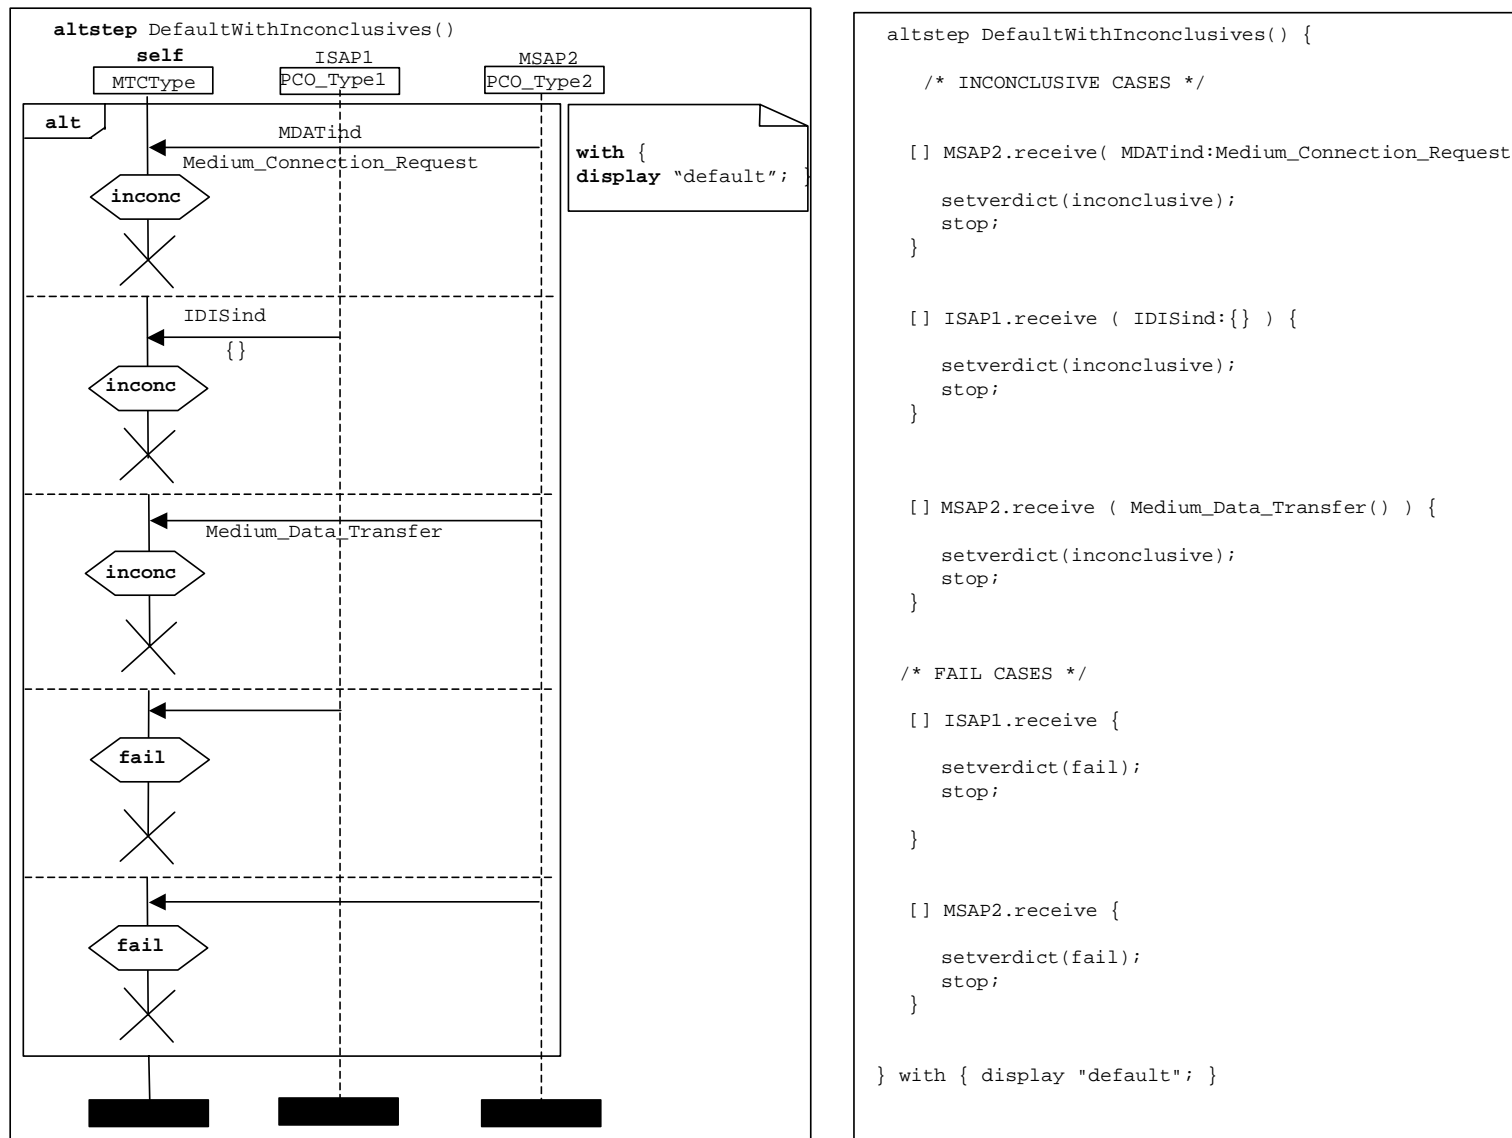 altstep DefaultWithInconclusives()
self ISAP1 MSAP2
MTCType PCO_Type1 PCO_Type2
alt
MDATind
Medium_Connection_Request
inconc
with {
display “default”; }
IDISind
{}
inconc
Medium_Data_Transfer
inconc
fail
fail
altstep DefaultWithInconclusives() {
/* INCONCLUSIVE CASES */
[] MSAP2.receive( MDATind:Medium_Connection_Request
setverdict(inconclusive);
stop;
}
[] ISAP1.receive ( IDISind:{} ) {
setverdict(inconclusive);
stop;
}
[] MSAP2.receive ( Medium_Data_Transfer() ) {
setverdict(inconclusive);
stop;
}
/* FAIL CASES */
[] ISAP1.receive {
setverdict(fail);
stop;
}
[] MSAP2.receive {
setverdict(fail);
stop;
}
} with { display "default"; }